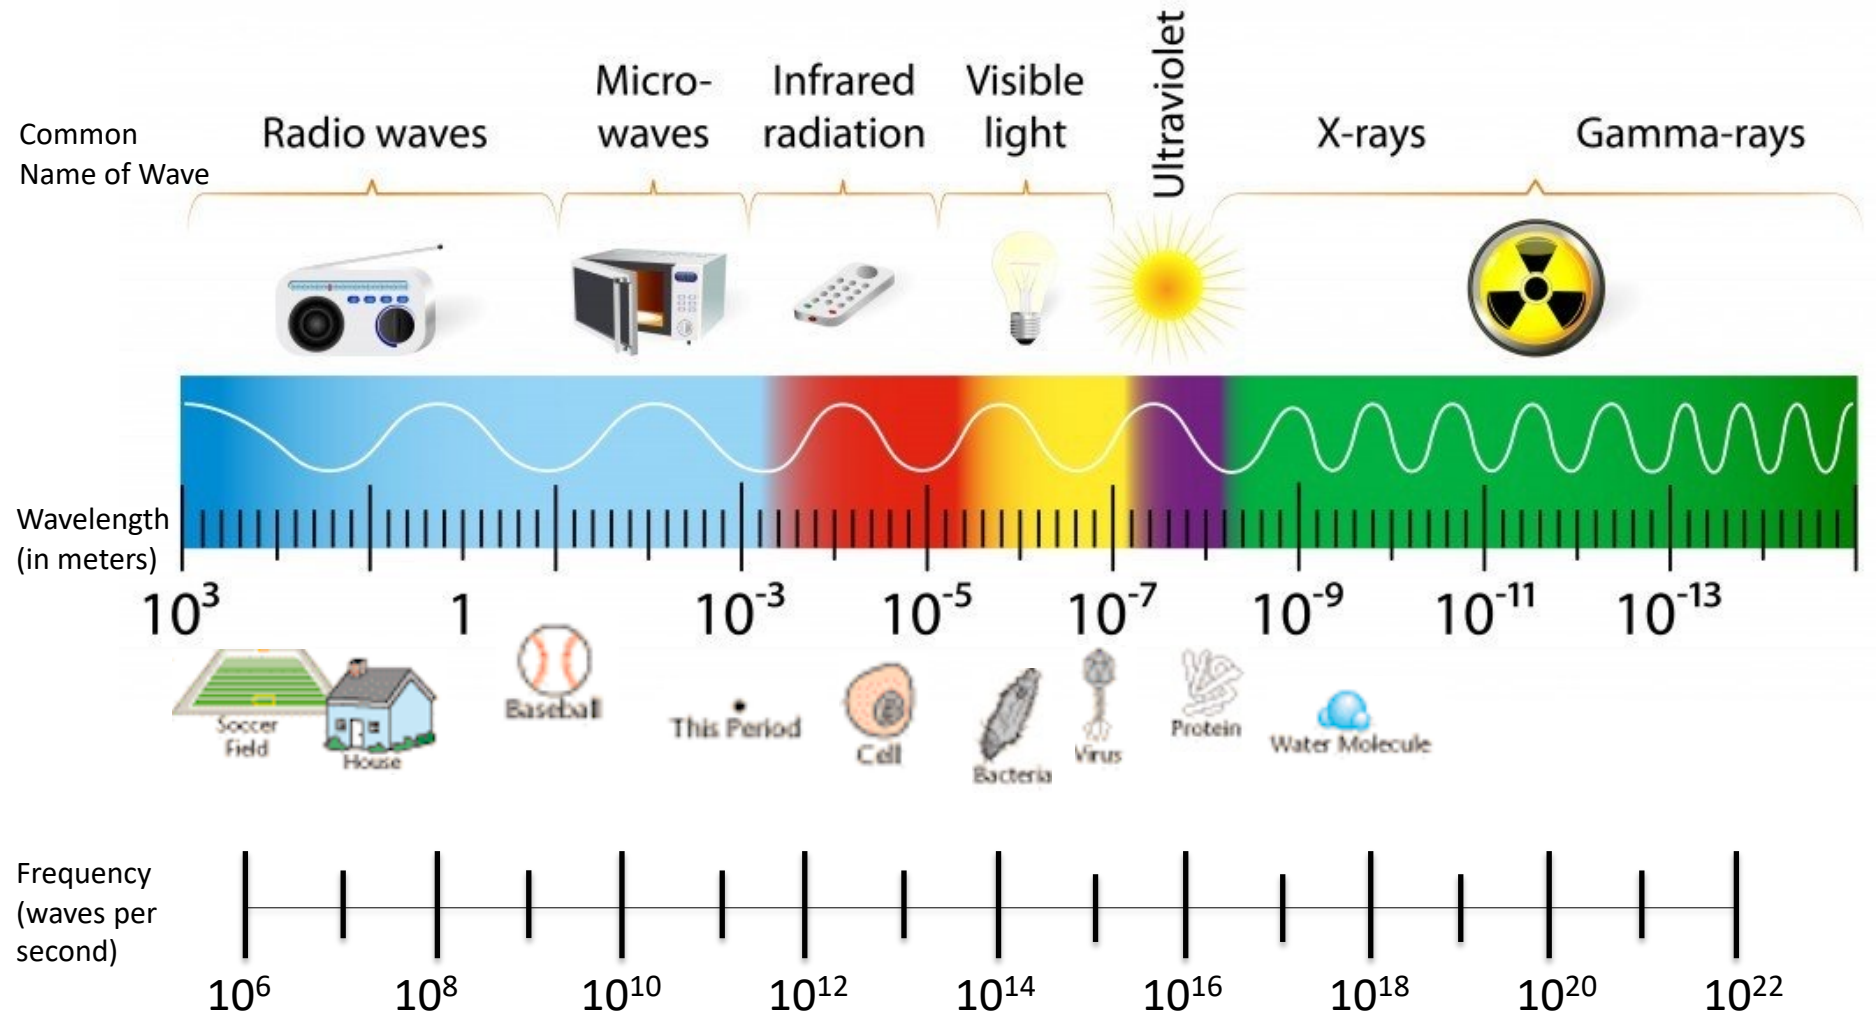 Common
Name of Wave
Radio waves
Micro-
waves
Infrared
radiation
Visible
light
Ultraviolet
X-rays
Gamma-rays
Wavelength
(in meters)
10³ 1 10⁻³ 10⁻⁵ 10⁻⁷ 10⁻⁹ 10⁻¹¹ 10⁻¹³
Soccer
Field
House
Baseball
This Period
Cell
Bacteria
Virus
Protein
Water Molecule
Frequency
(waves per
second)
10⁶ 10⁸ 10¹⁰ 10¹² 10¹⁴ 10¹⁶ 10¹⁸ 10²⁰ 10²²